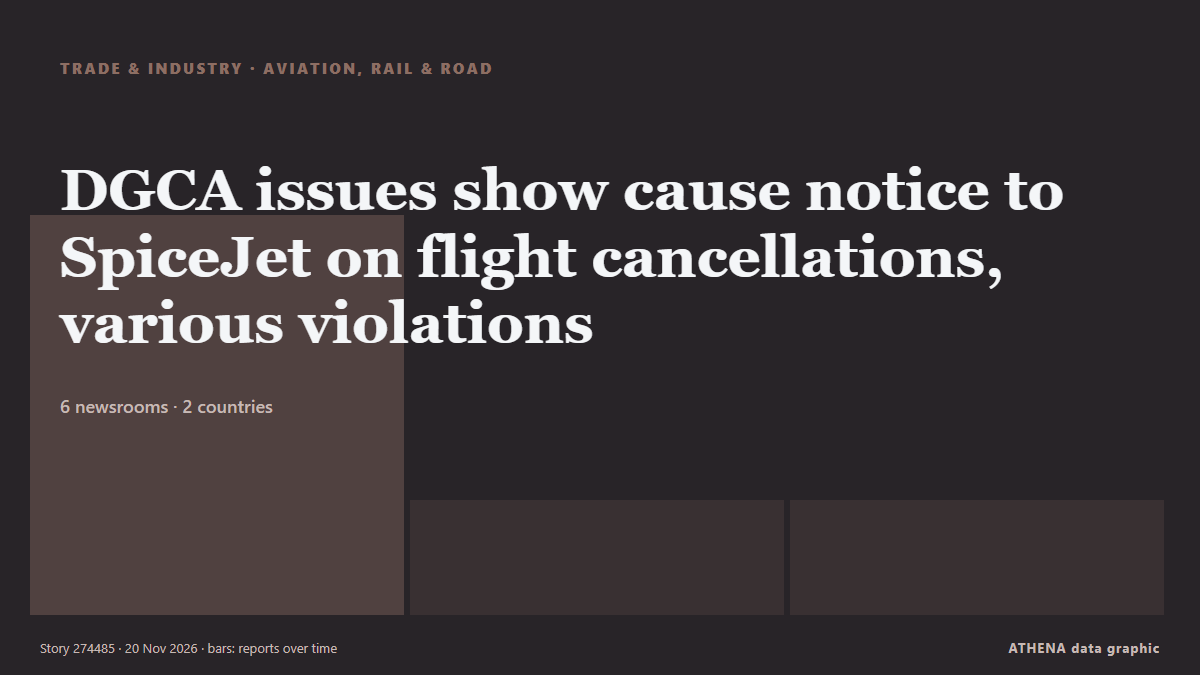 TRADE & INDUSTRY · AVIATION, RAIL & ROAD
DGCA issues show cause notice to
SpiceJet on flight cancellations,
various violations
6 newsrooms · 2 countries
Story 274485 · 20 Nov 2026 · bars: reports over time
ATHENA data graphic